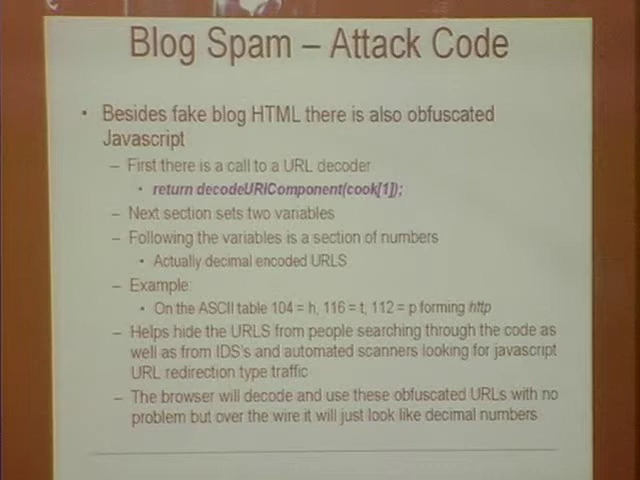 Blog Spam – Attack Code
• Besides fake blog HTML there is also obfuscated
Javascript
– First there is a call to a URL decoder
• return decodeURIComponent(cook[1]);
– Next section sets two variables
– Following the variables is a section of numbers
• Actually decimal encoded URLS
– Example:
• On the ASCII table 104 = h, 116 = t, 112 = p forming http
– Helps hide the URLS from people searching through the code as
well as from IDS's and automated scanners looking for javascript
URL redirection type traffic
– The browser will decode and use these obfuscated URLs with no
problem but over the wire it will just look like decimal numbers